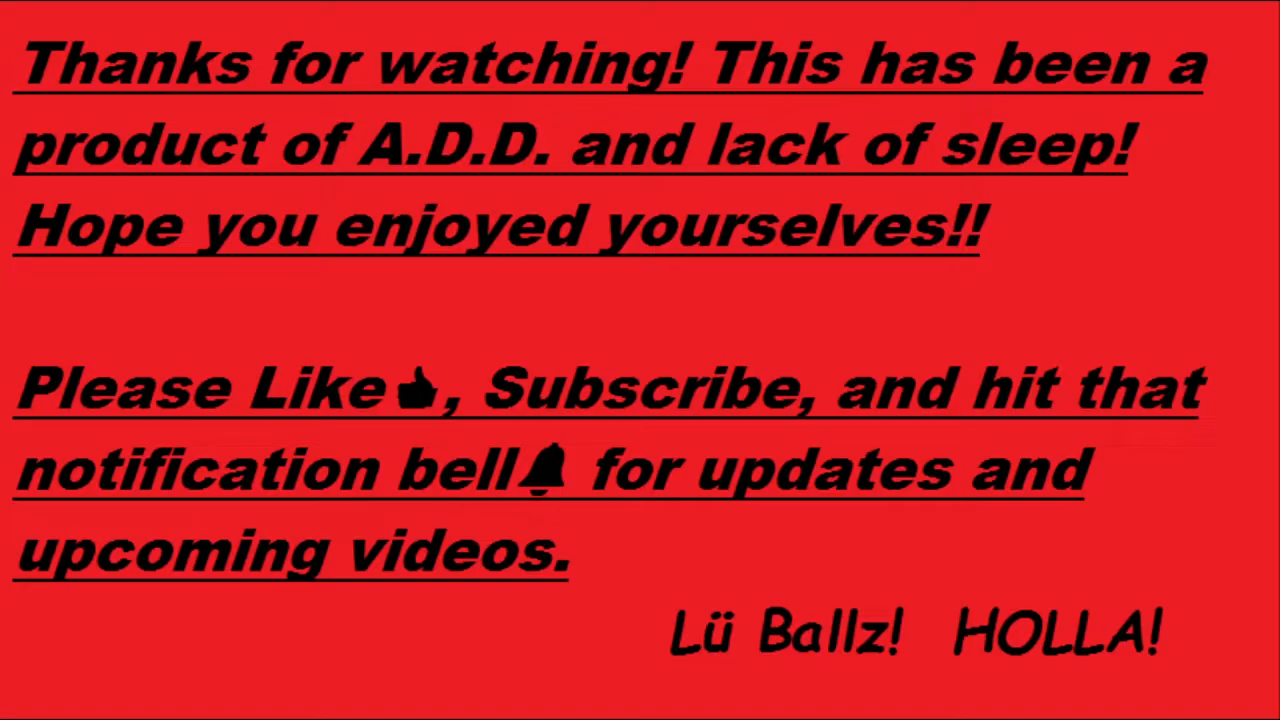 Thanks for watching! This has been a
product of A.D.D. and lack of sleep!
Hope you enjoyed yourselves!!
Please Like👍, Subscribe, and hit that
notification bell🔔 for updates and
upcoming videos.
Lü Ballz! HOLLA!